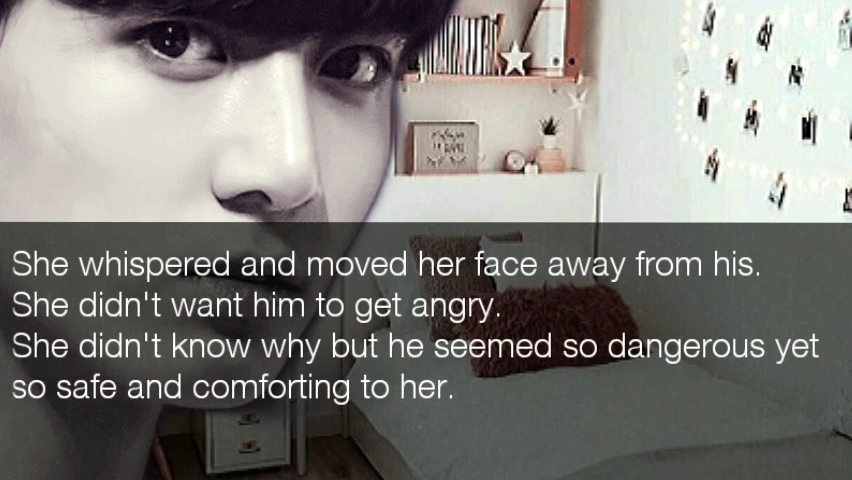 She whispered and moved her face away from his.
She didn't want him to get angry.
She didn't know why but he seemed so dangerous yet
so safe and comforting to her.